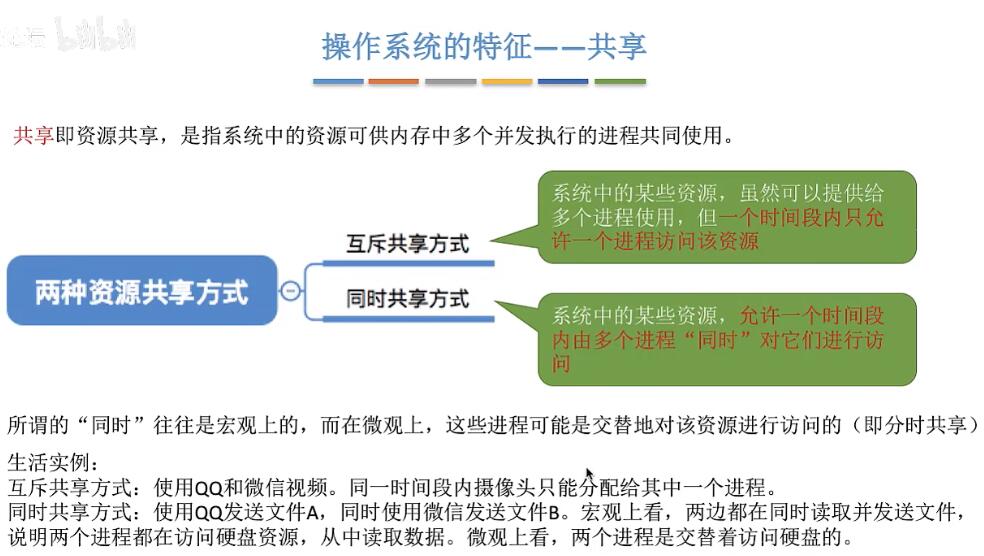 bilibili
操作系统的特征——共享
共享即资源共享，是指系统中的资源可供内存中多个并发执行的进程共同使用。
系统中的某些资源，虽然可以提供给
多个进程使用，但一个时间段内只允
许一个进程访问该资源
互斥共享方式
两种资源共享方式
同时共享方式
系统中的某些资源，允许一个时间段
内由多个进程“同时”对它们进行访
问
所谓的“同时”往往是宏观上的，而在微观上，这些进程可能是交替地对该资源进行访问的（即分时共享）
生活实例：
互斥共享方式：使用QQ和微信视频。同一时间段内摄像头只能分配给其中一个进程。
同时共享方式：使用QQ发送文件A，同时使用微信发送文件B。宏观上看，两边都在同时读取并发送文件，
说明两个进程都在访问硬盘资源，从中读取数据。微观上看，两个进程是交替着访问硬盘的。